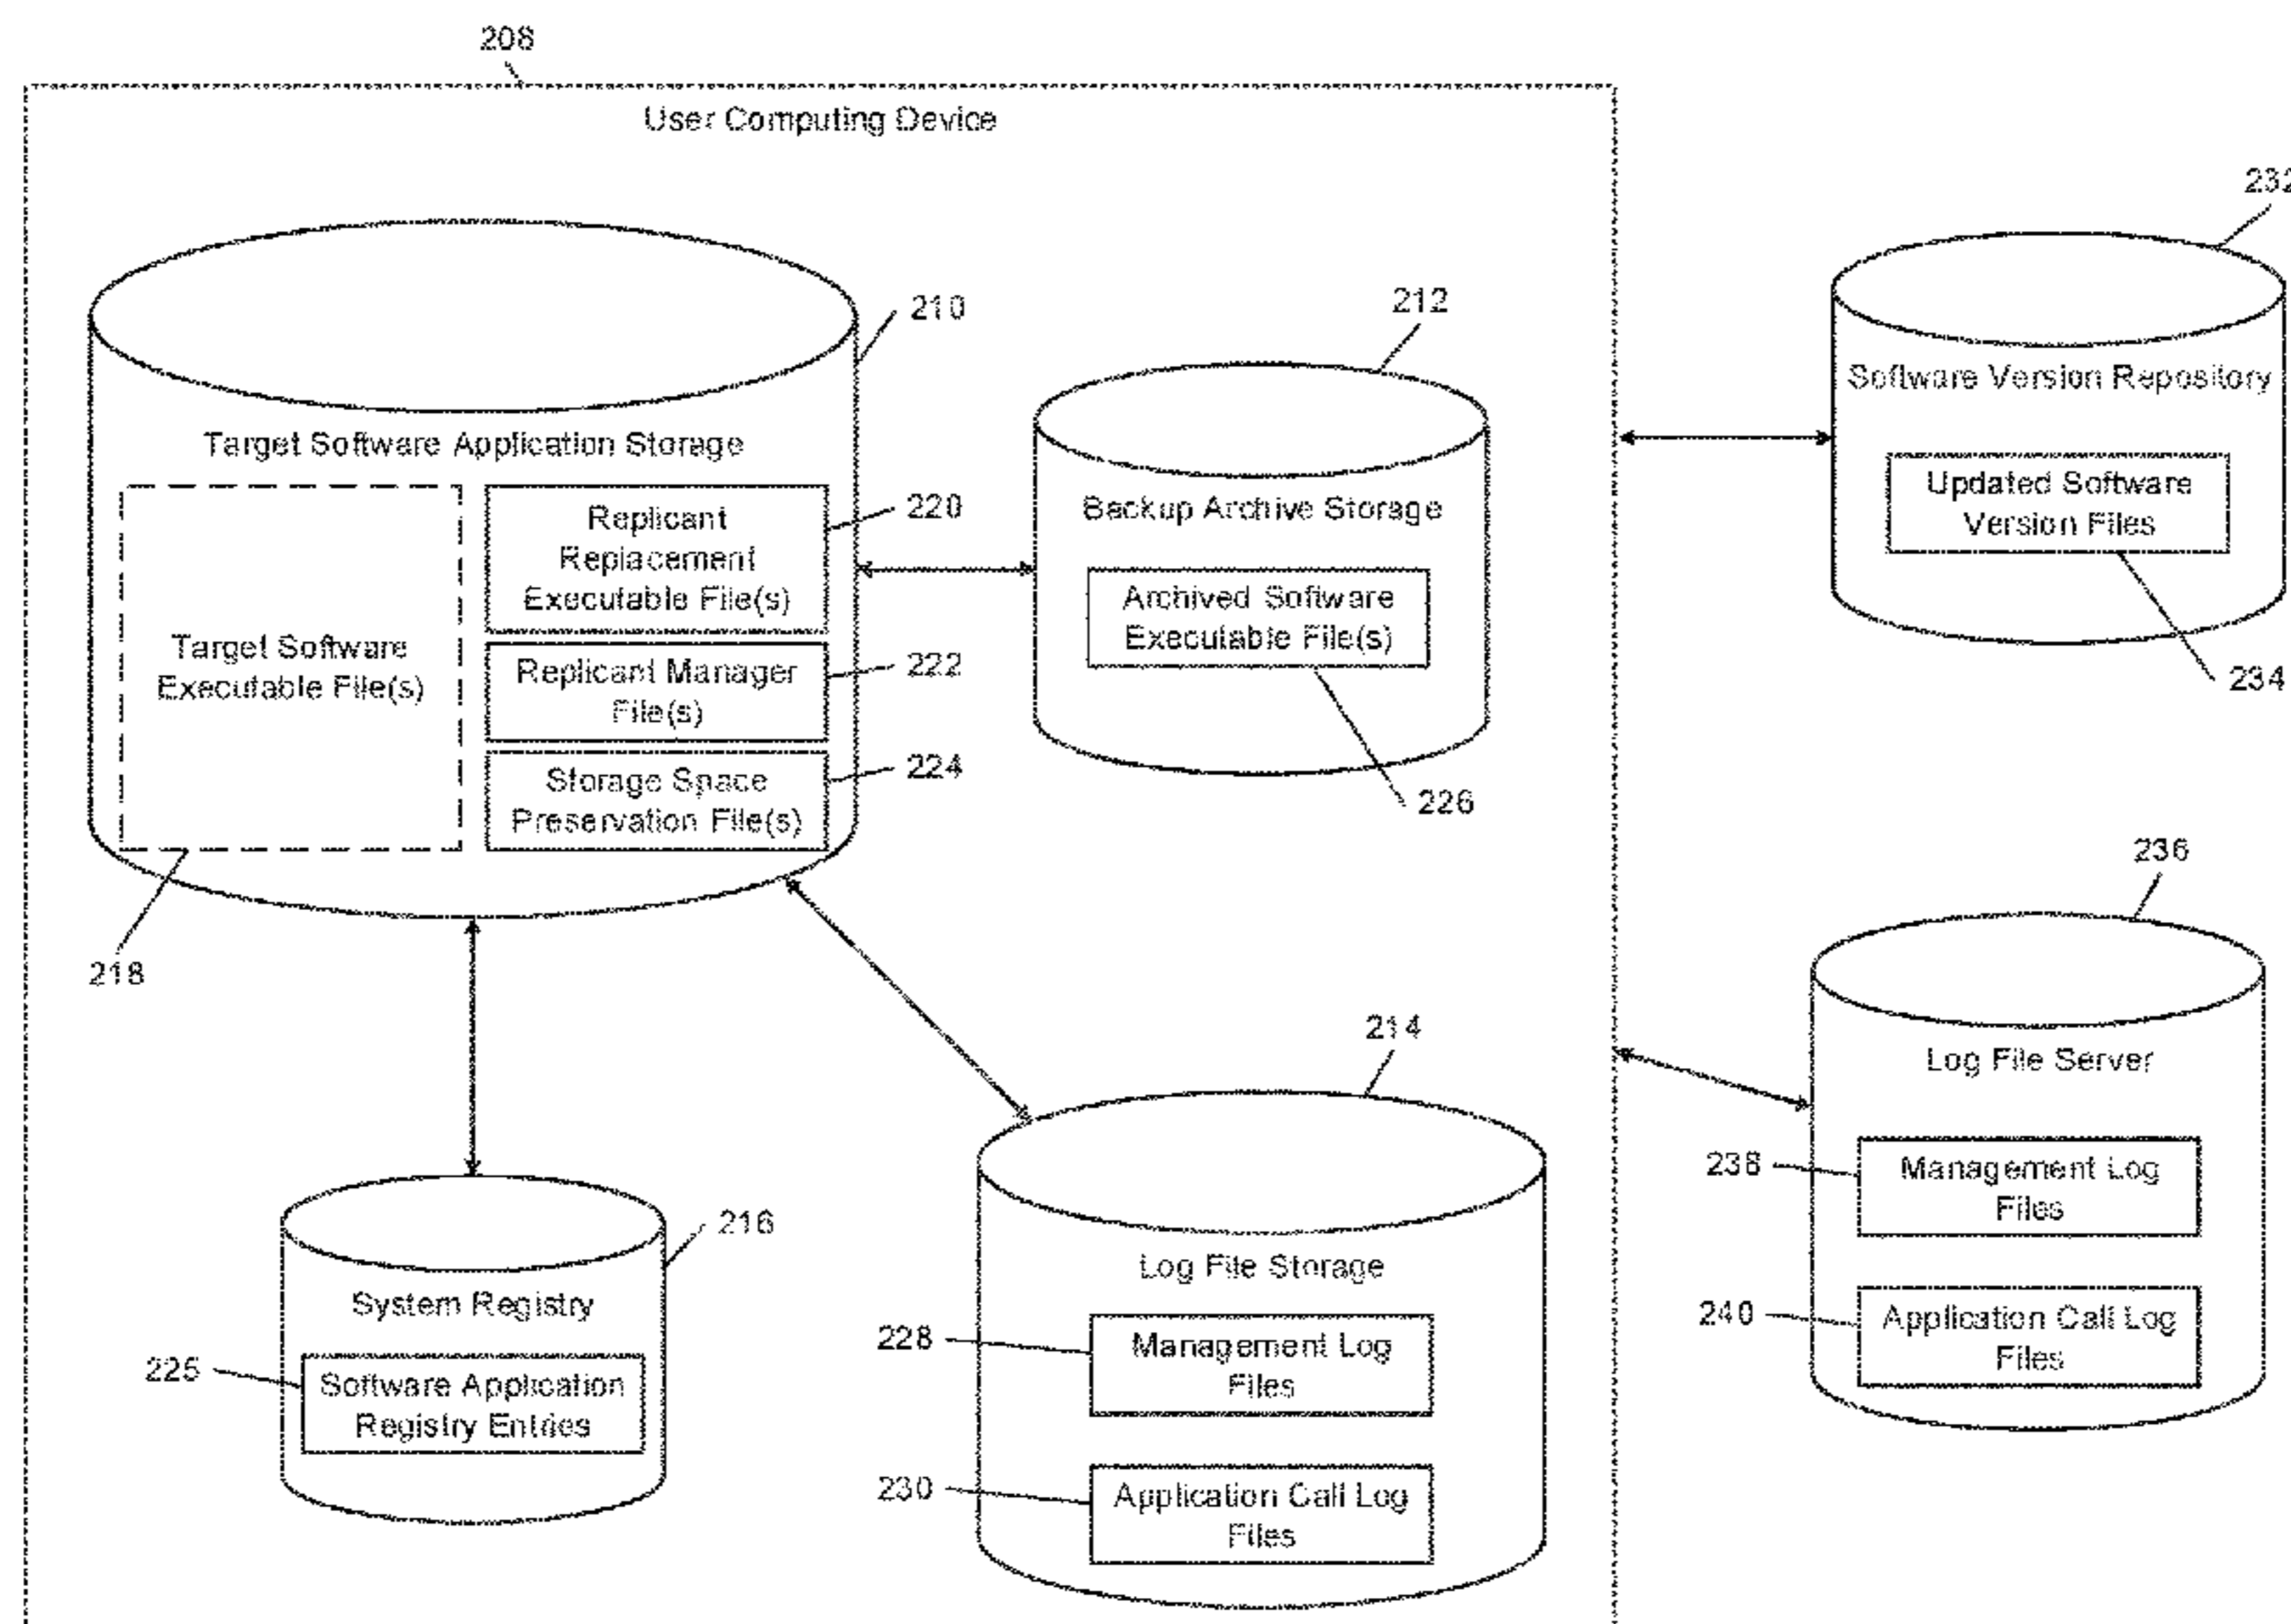 208
User Computing Device
232
210
212
Target Software Application Storage
Target Software
Executable File(s)
218
Replicant
Replacement
Executable File(s)
220
Replicant Manager
File(s)
222
Storage Space
Preservation File(s)
224
Backup Archive Storage
Archived Software
Executable File(s)
226
Software Version Repository
Updated Software
Version Files
234
236
Log File Server
238
Management Log
Files
240
Application Call Log
Files
216
System Registry
225
Software Application
Registry Entries
214
Log File Storage
228
Management Log
Files
230
Application Call Log
Files